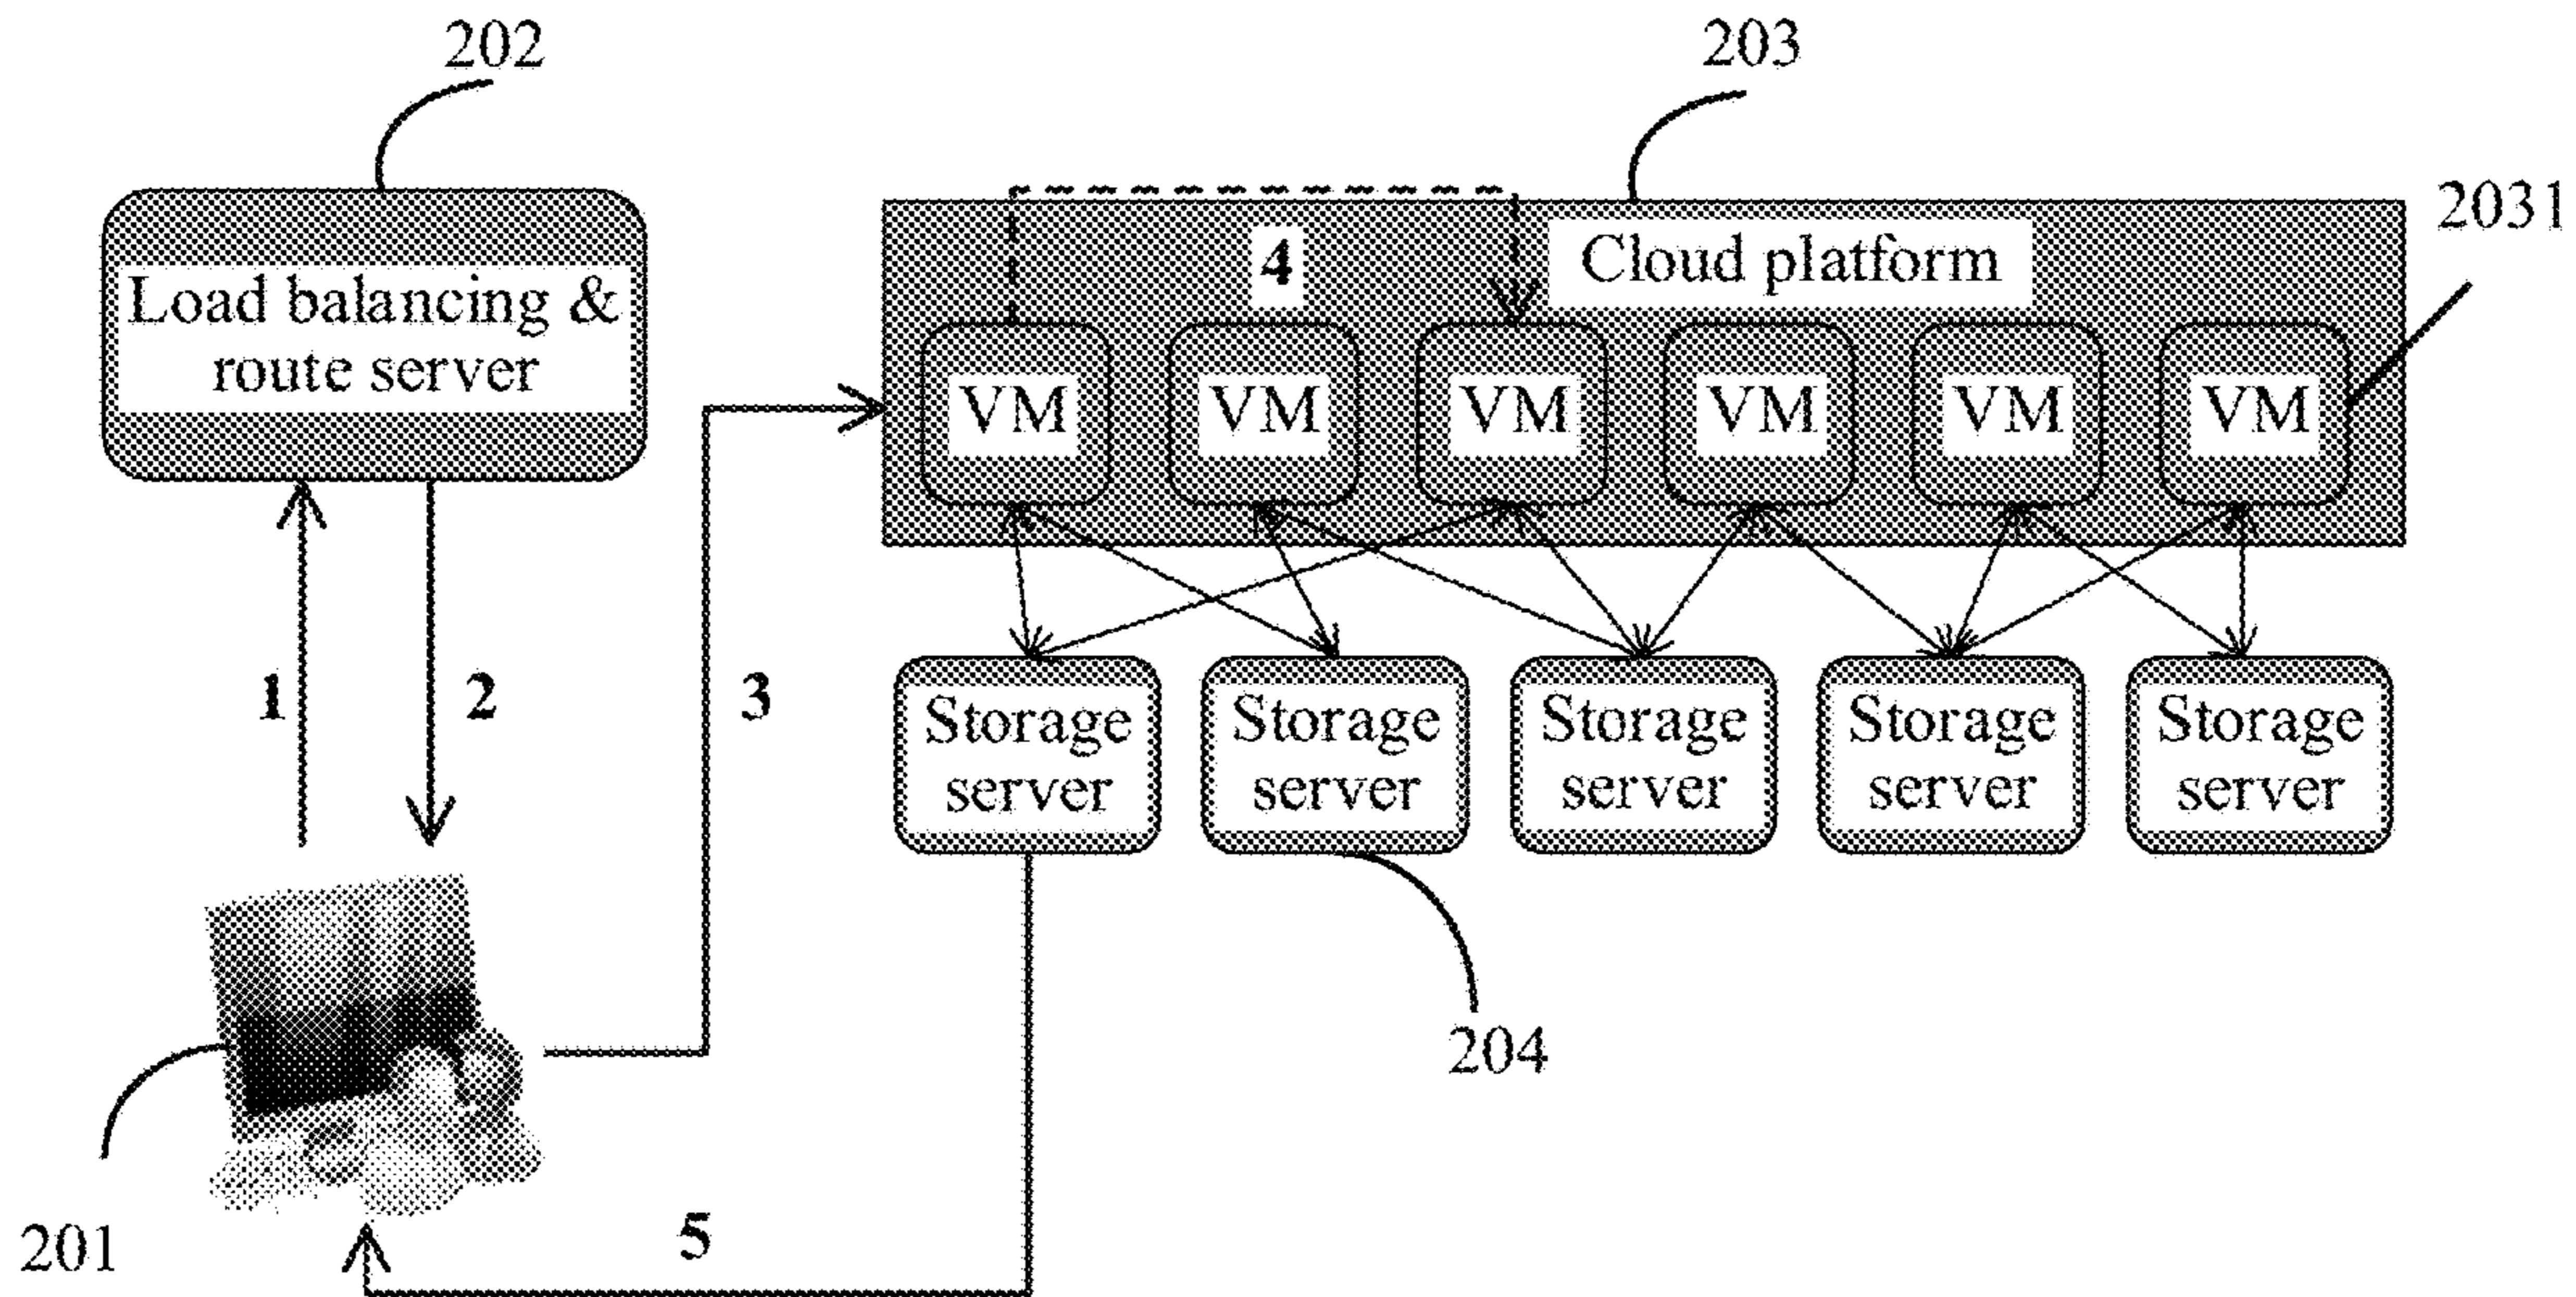 202
203
2031
Load balancing &
route server
4
Cloud platform
VM
VM
VM
VM
VM
VM
1
2
3
Storage
server
Storage
server
Storage
server
Storage
server
Storage
server
204
201
5